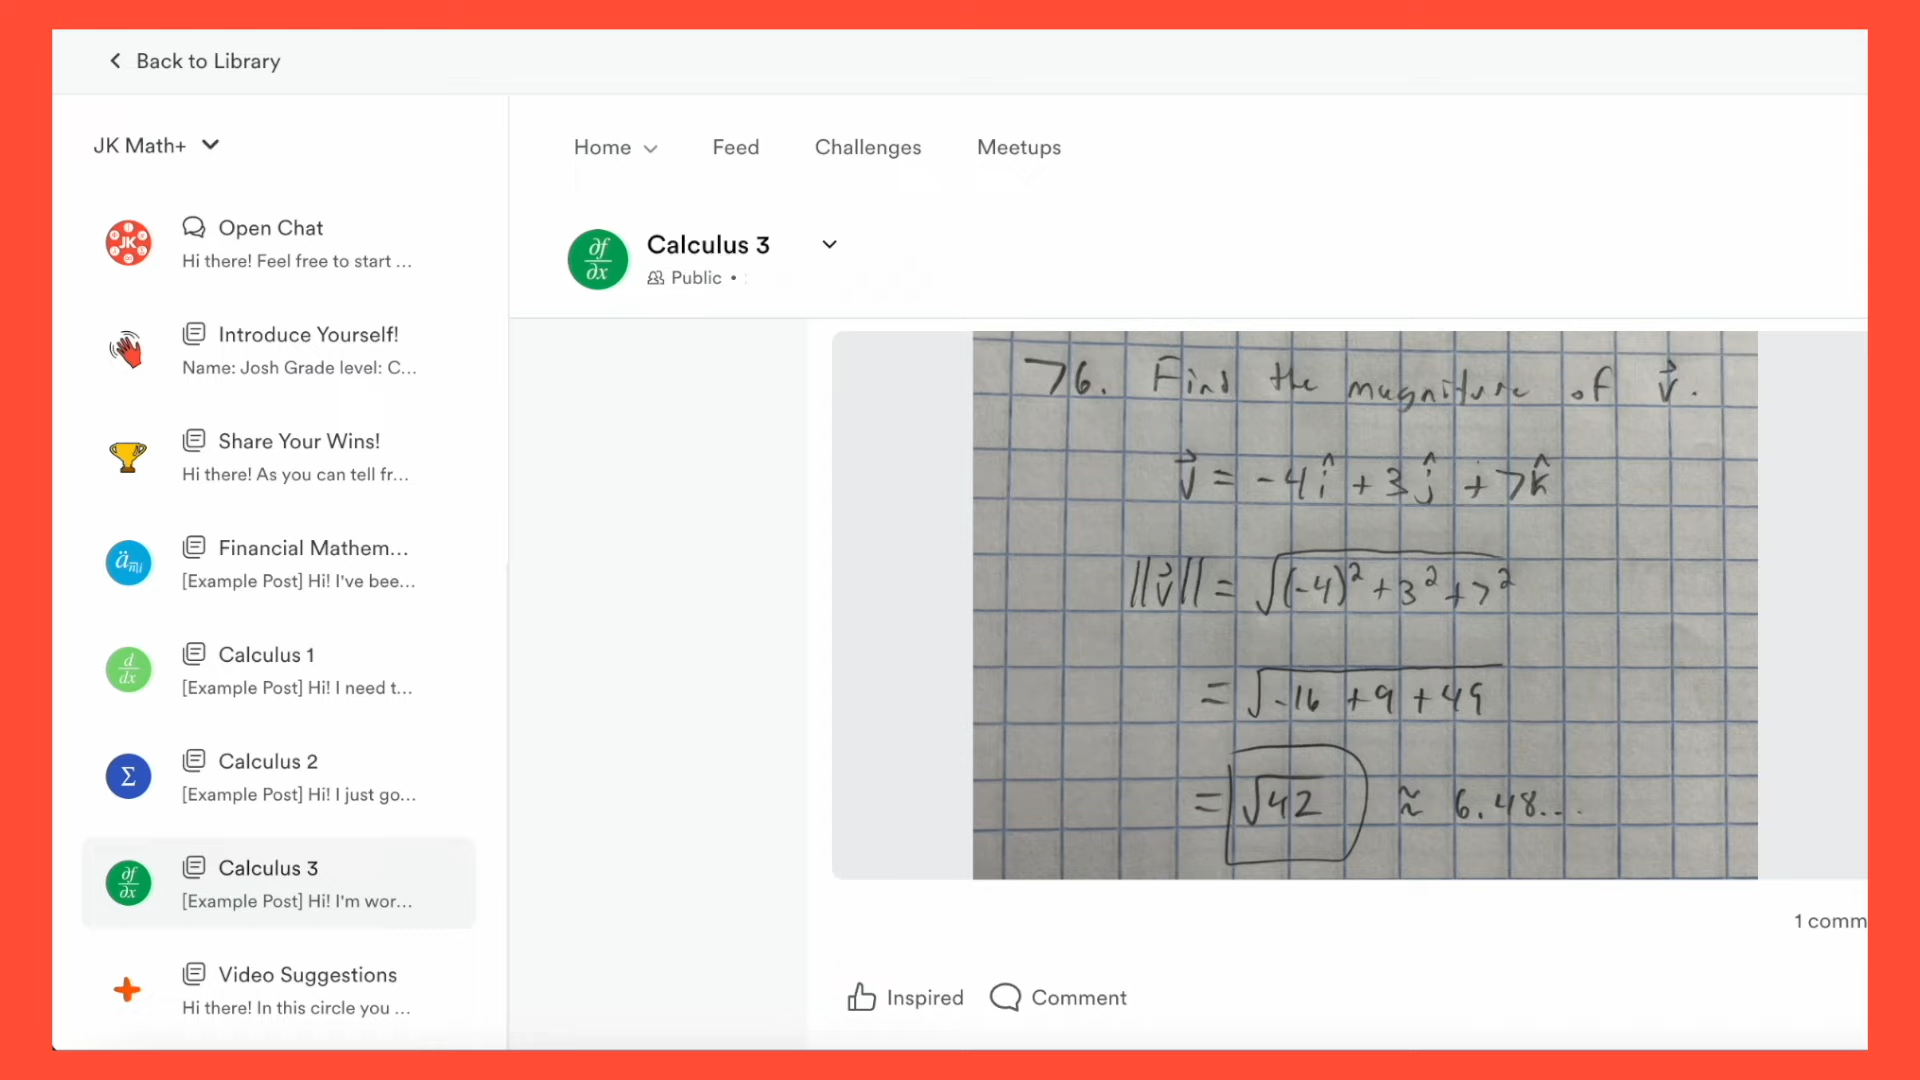 Back to Library
JK Math+
Home
Feed
Challenges
Meetups
JK
Open Chat
Hi there! Feel free to start ...
∂f/∂x
Calculus 3
Public •
Introduce Yourself!
Name: Josh Grade level: C...
Share Your Wins!
Hi there! As you can tell fr...
Financial Mathem...
[Example Post] Hi! I've bee...
d/dx
Calculus 1
[Example Post] Hi! I need t...
Σ
Calculus 2
[Example Post] Hi! I just go...
∂f/∂x
Calculus 3
[Example Post] Hi! I'm wor...
Video Suggestions
Hi there! In this circle you ...
76. Find the magnitude of v⃗.
v⃗ = -4î + 3ĵ + 7k̂
||v⃗|| = √((-4)² + 3² + 7²)
= √(-16 + 9 + 49)
= √42 ≈ 6.48...
1 comm
Inspired
Comment